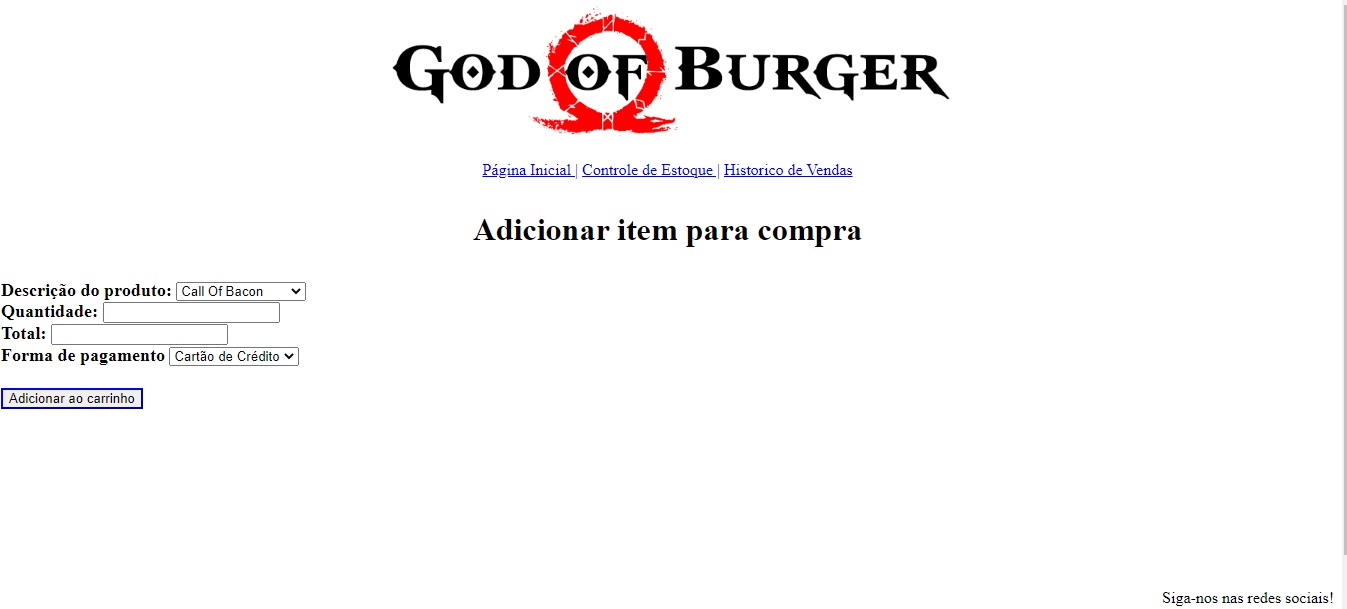 GOD OF BURGER
Página Inicial | Controle de Estoque | Historico de Vendas
Adicionar item para compra
Descrição do produto: Call Of Bacon
Quantidade:
Total:
Forma de pagamento Cartão de Crédito
Adicionar ao carrinho
Siga-nos nas redes sociais!